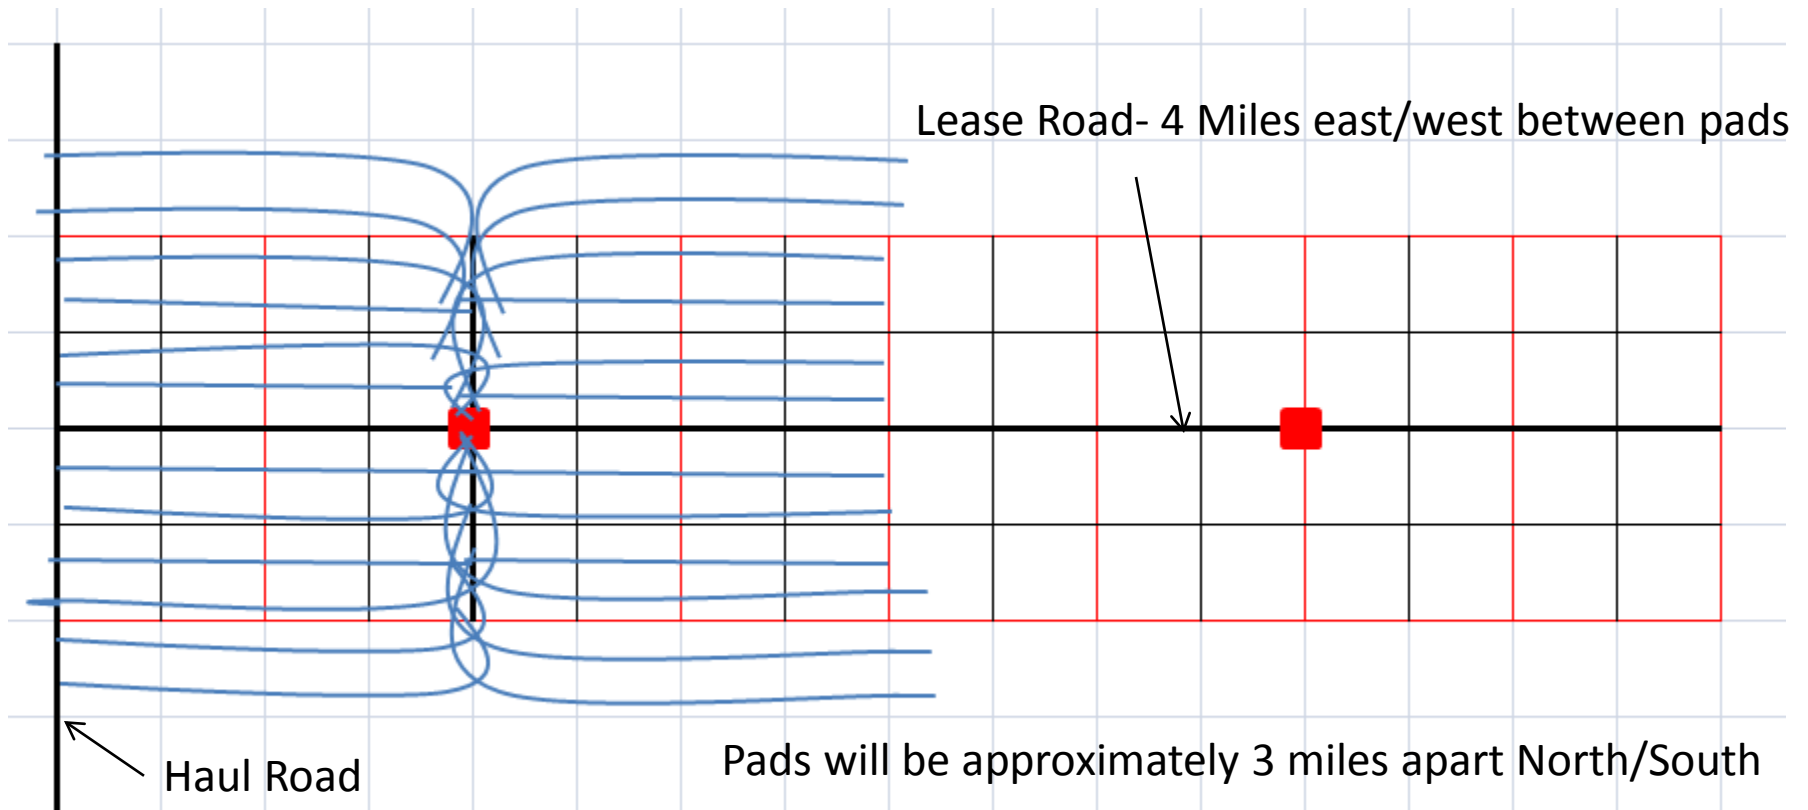 Lease Road- 4 Miles east/west between pads
Pads will be approximately 3 miles apart North/South
Haul Road